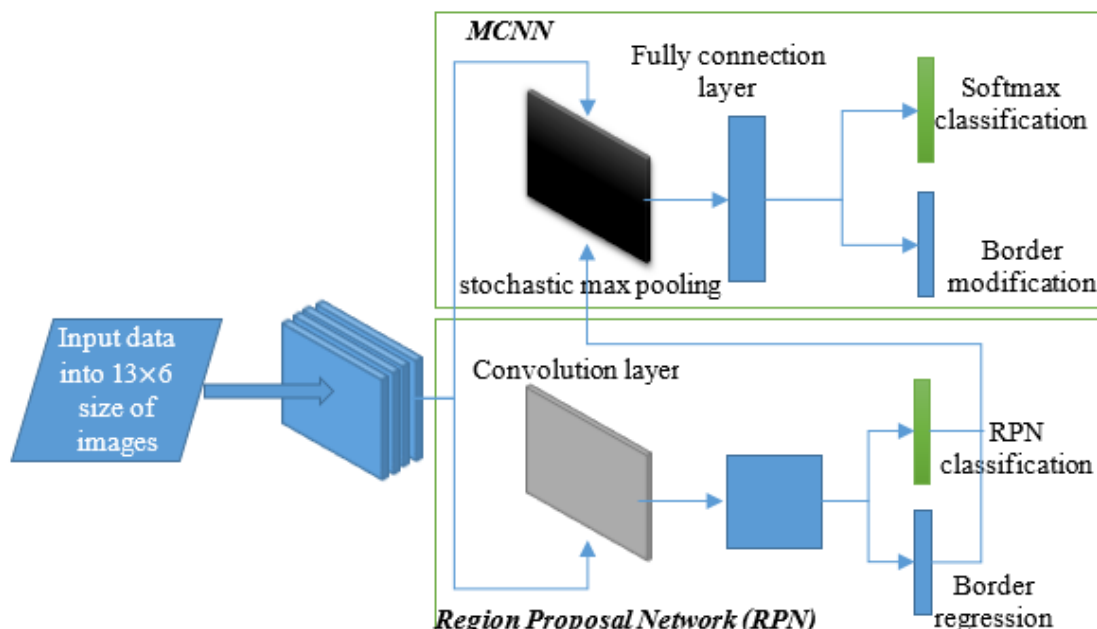 MCNN
Fully connection
layer
Softmax
classification
stochastic max pooling
Border
modification
Input data
into 13×6
size of
images
Convolution layer
RPN
classification
Border
regression
Region Proposal Network (RPN)